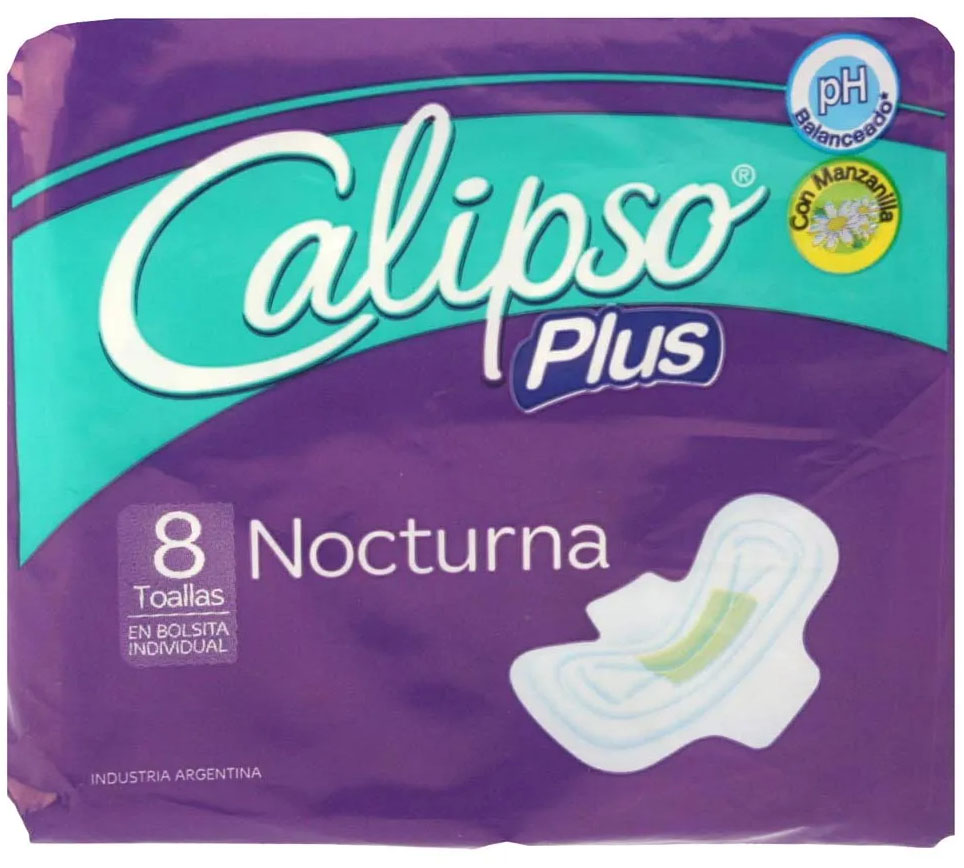 pH
Balanceado*
Con Manzanilla
Calipso®
Plus
8
Toallas
EN BOLSITA
INDIVIDUAL
Nocturna
INDUSTRIA ARGENTINA